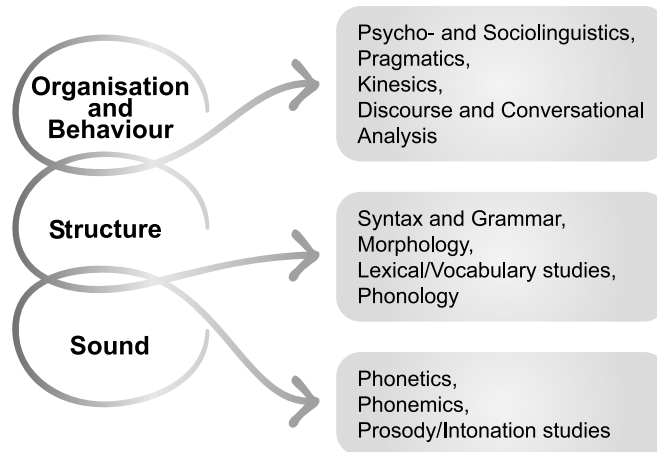 Organisation
and
Behaviour
Psycho- and Sociolinguistics,
Pragmatics,
Kinesics,
Discourse and Conversational
Analysis
Structure
Syntax and Grammar,
Morphology,
Lexical/Vocabulary studies,
Phonology
Sound
Phonetics,
Phonemics,
Prosody/Intonation studies